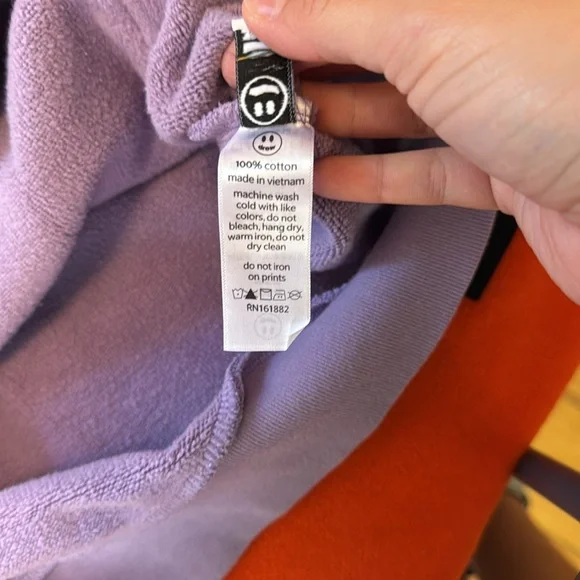 drew
100% cotton
made in vietnam
machine wash
cold with like
colors, do not
bleach, hang dry,
warm iron, do not
dry clean
do not iron
on prints
RN161882